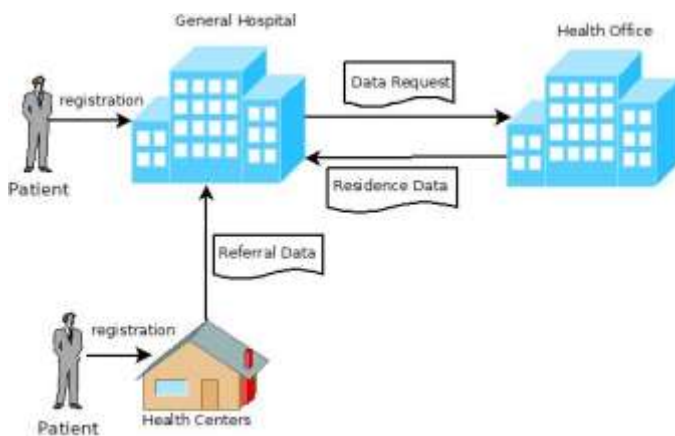 General Hospital
Health Office
Data Request
registration
Patient
Residence Data
Referral Data
registration
Patient
Health Centers